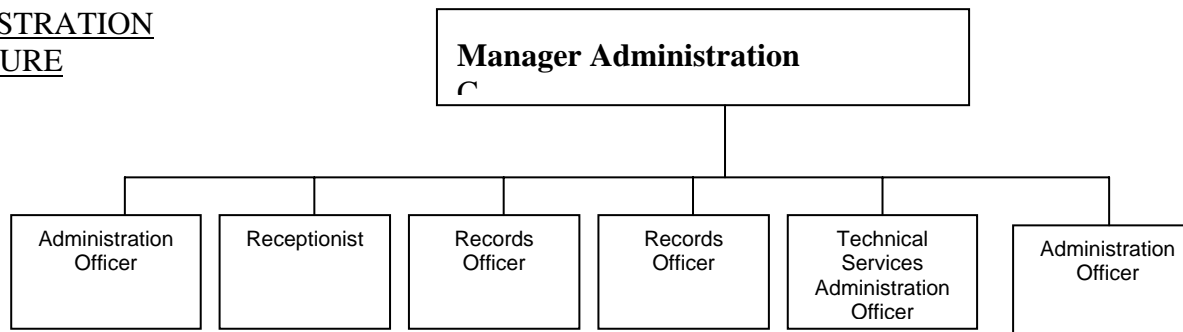 STRATION
URE
Manager Administration
Administration
Officer
Receptionist
Records
Officer
Records
Officer
Technical
Services
Administration
Officer
Administration
Officer